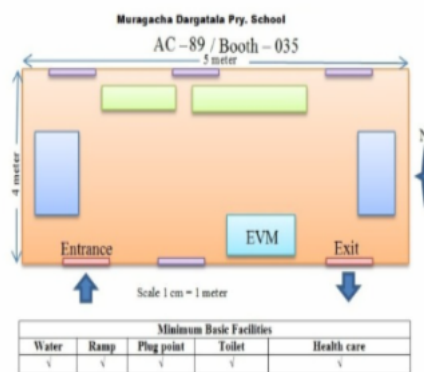 Muragacha Dargatala Pry. School
AC -89 / Booth - 035
5 meter
4 meter
N
EVM
Entrance
Exit
Scale 1 cm = 1 meter
Minimum Basic Facilities
Water Ramp Plug point Toilet Health care
√ √ √ √ √